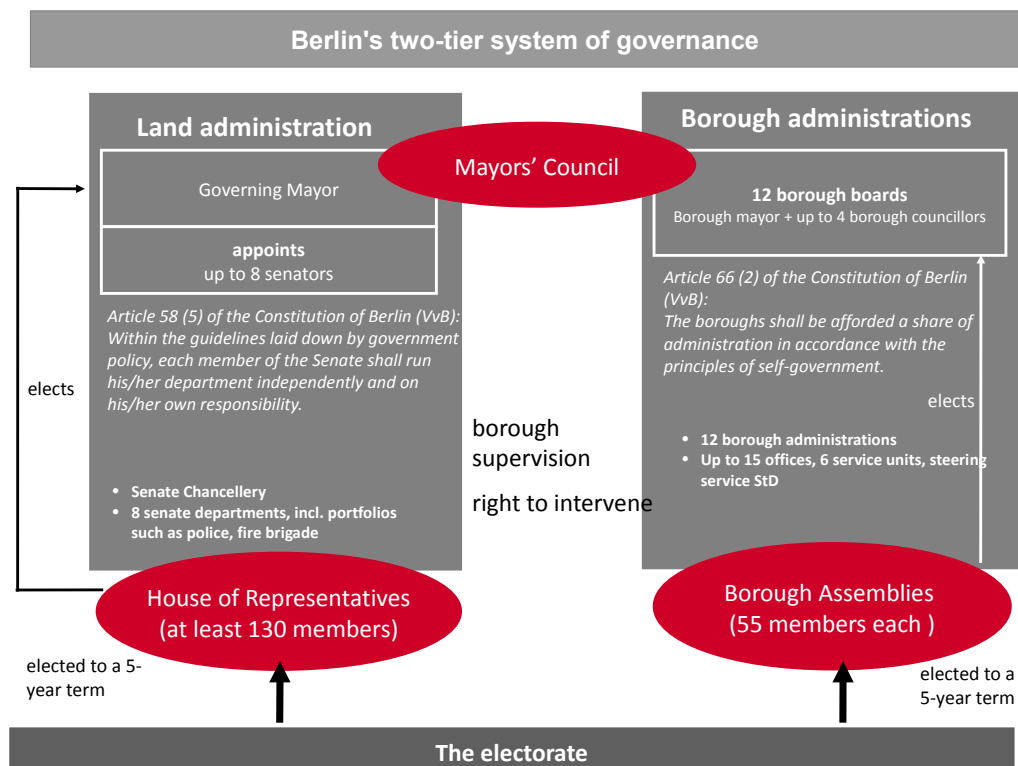 Berlin's two-tier system of governance
Land administration
Governing Mayor
appoints
up to 8 senators
Article 58 (5) of the Constitution of Berlin (VvB):
Within the guidelines laid down by government
policy, each member of the Senate shall run
his/her department independently and on
his/her own responsibility.
• Senate Chancellery
• 8 senate departments, incl. portfolios
such as police, fire brigade
elects
Mayors' Council
borough
supervision
right to intervene
Borough administrations
12 borough boards
Borough mayor + up to 4 borough councillors
Article 66 (2) of the Constitution of Berlin
(VvB):
The boroughs shall be afforded a share of
administration in accordance with the
principles of self-government.
elects
• 12 borough administrations
• Up to 15 offices, 6 service units, steering
service StD
House of Representatives
(at least 130 members)
Borough Assemblies
(55 members each )
elected to a 5-
year term
elected to a
5-year term
The electorate